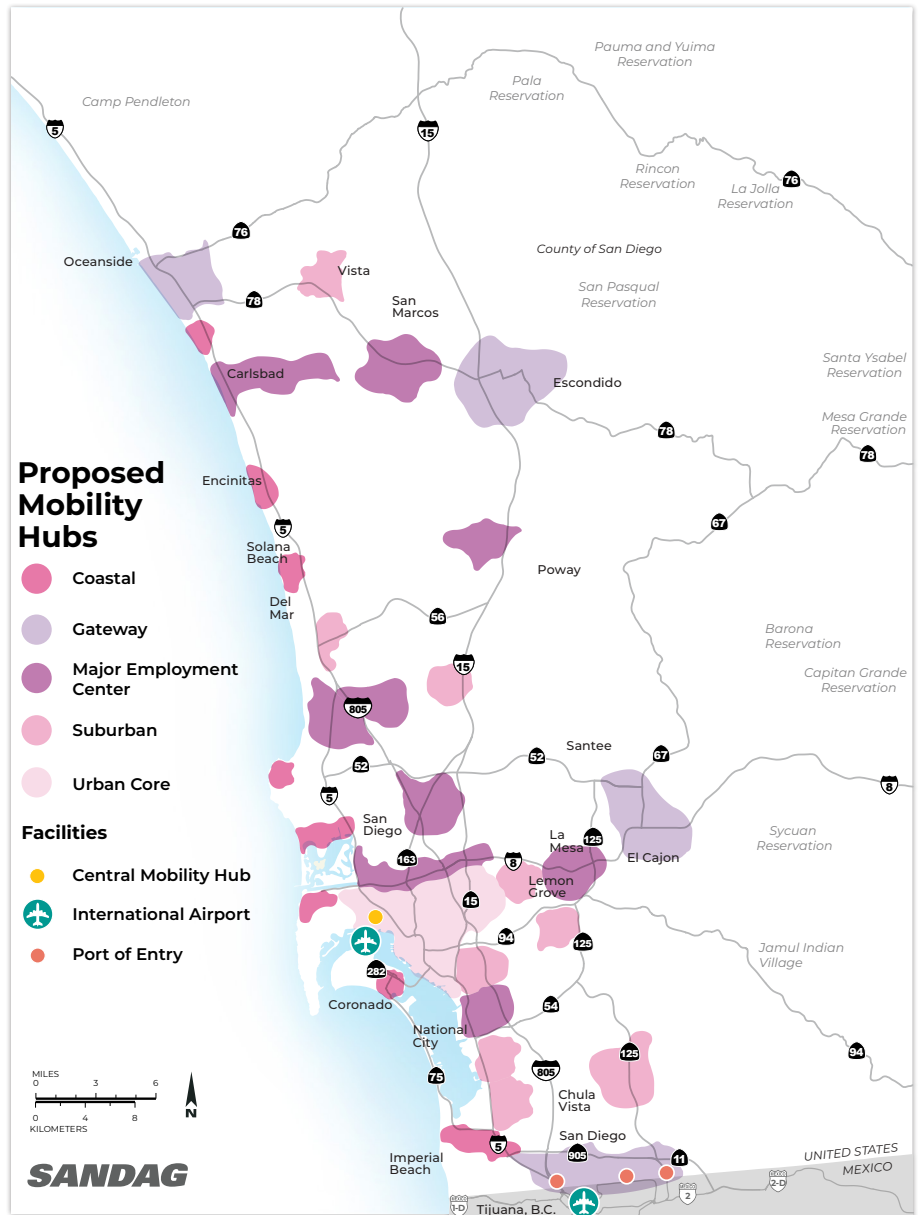 Pauma and Yuima
Reservation
Pala
Reservation
Camp Pendleton
5
15
Rincon
Reservation
76
La Jolla
Reservation
76
County of San Diego
Oceanside
Vista
San Pasqual
Reservation
78
San
Marcos
Santa Ysabel
Reservation
Carlsbad
Escondido
Mesa Grande
Reservation
78
78
Proposed
Mobility
Hubs
Encinitas
67
5
Solana
Beach
Poway
Coastal
Del
Mar
56
Gateway
Barona
Reservation
15
Major Employment
Center
Capitan Grande
Reservation
805
Suburban
Santee
52
52
67
Urban Core
5
8
San
Diego
Facilities
La
Mesa
125
Sycuan
Reservation
163
8
El Cajon
Central Mobility Hub
Lemon
Grove
15
International Airport
94
125
Port of Entry
Jamul Indian
Village
282
Coronado
54
National
City
125
94
805
75
MILES
0 3 6
0 4 8
KILOMETERS
N
Chula
Vista
San Diego
5
905
11
Imperial
Beach
UNITED STATES
MEXICO
SANDAG
1-D
Tijuana, B.C.
2
2-D